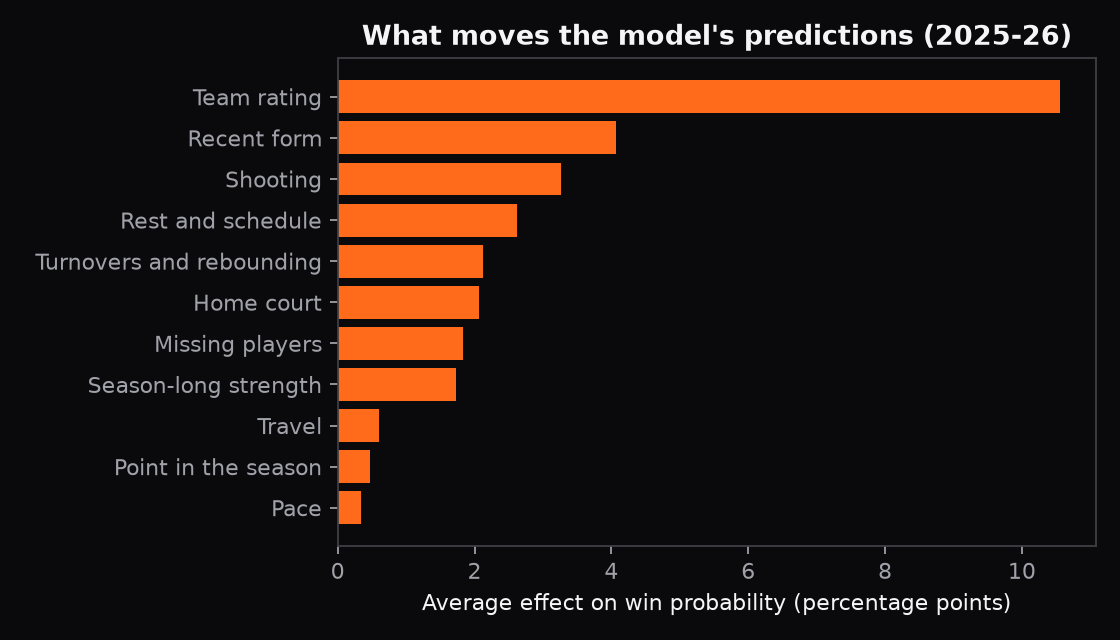 What moves the model's predictions (2025-26)
Team rating
Recent form
Shooting
Rest and schedule
Turnovers and rebounding
Home court
Missing players
Season-long strength
Travel
Point in the season
Pace
0 2 4 6 8 10
Average effect on win probability (percentage points)